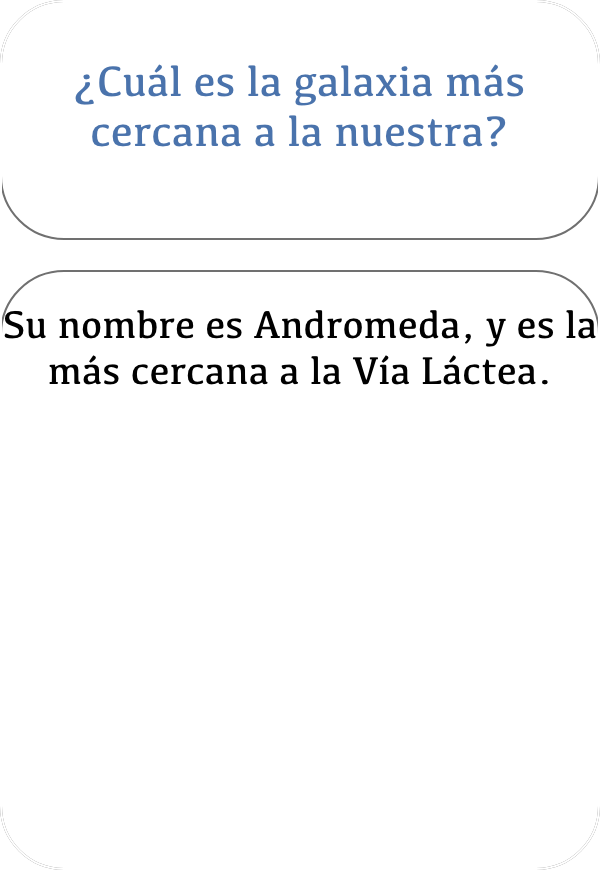 ¿Cuál es la galaxia más
cercana a la nuestra?
Su nombre es Andromeda, y es la
más cercana a la Vía Láctea.